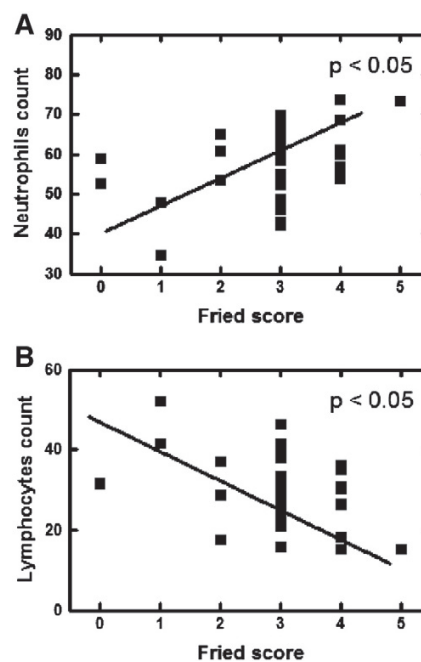 A
90
80
70
60
50
40
30
Neutrophils count
p < 0.05
0 1 2 3 4 5
Fried score
B
60
40
20
0
Lymphocytes count
p < 0.05
0 1 2 3 4 5
Fried score